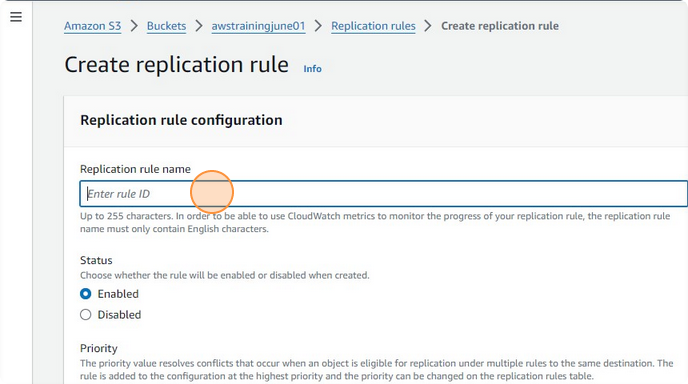 Amazon S3 > Buckets > awstrainingjune01 > Replication rules > Create replication rule
Create replication rule Info
Replication rule configuration
Replication rule name
Enter rule ID
Up to 255 characters. In order to be able to use CloudWatch metrics to monitor the progress of your replication rule, the replication rule
name must only contain English characters.
Status
Choose whether the rule will be enabled or disabled when created.
Enabled
Disabled
Priority
The priority value resolves conflicts that occur when an object is eligible for replication under multiple rules to the same destination. The
rule is added to the configuration at the highest priority and the priority can be changed on the replication rules table.